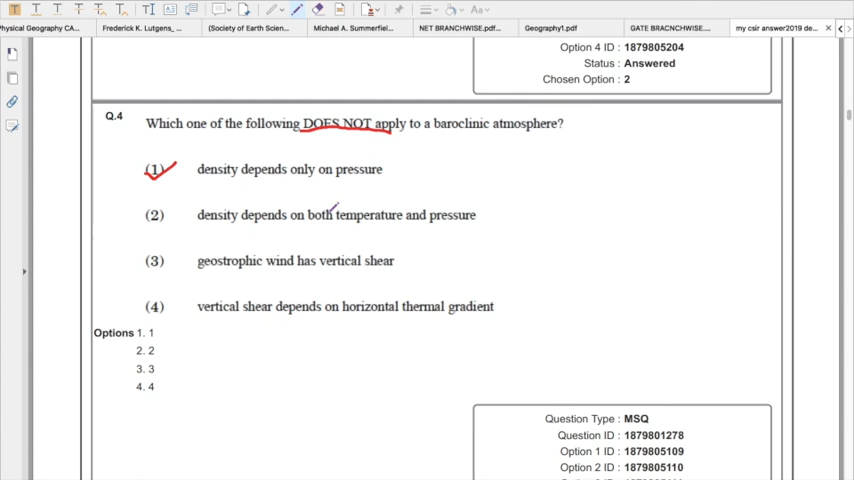 Physical Geography CA...
Frederick K. Lutgens, _ ...
(Society of Earth Scien...
Michael A. Summerfiel...
NET BRANCHWISE.pdf...
Geography1.pdf
GATE BRACNCHWISE....
my csir answer2019 de...
Option 4 ID : 1879805204
Status : Answered
Chosen Option : 2
Q.4
Which one of the following DOES NOT apply to a baroclinic atmosphere?
(1) density depends only on pressure
(2) density depends on both temperature and pressure
(3) geostrophic wind has vertical shear
(4) vertical shear depends on horizontal thermal gradient
Options 1. 1
2. 2
3. 3
4. 4
Question Type : MSQ
Question ID : 1879801278
Option 1 ID : 1879805109
Option 2 ID : 1879805110